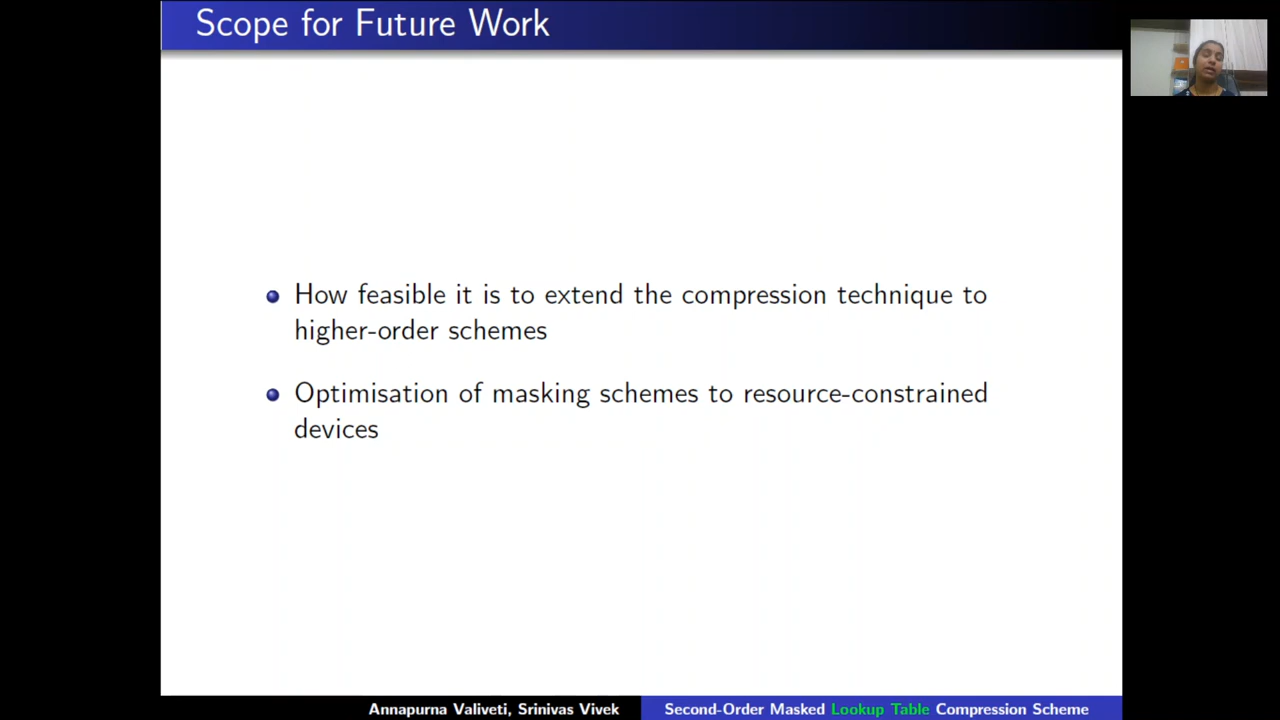 Scope for Future Work
How feasible it is to extend the compression technique to
higher-order schemes
Optimisation of masking schemes to resource-constrained
devices
Annapurna Valiveti, Srinivas Vivek
Second-Order Masked Lookup Table Compression Scheme